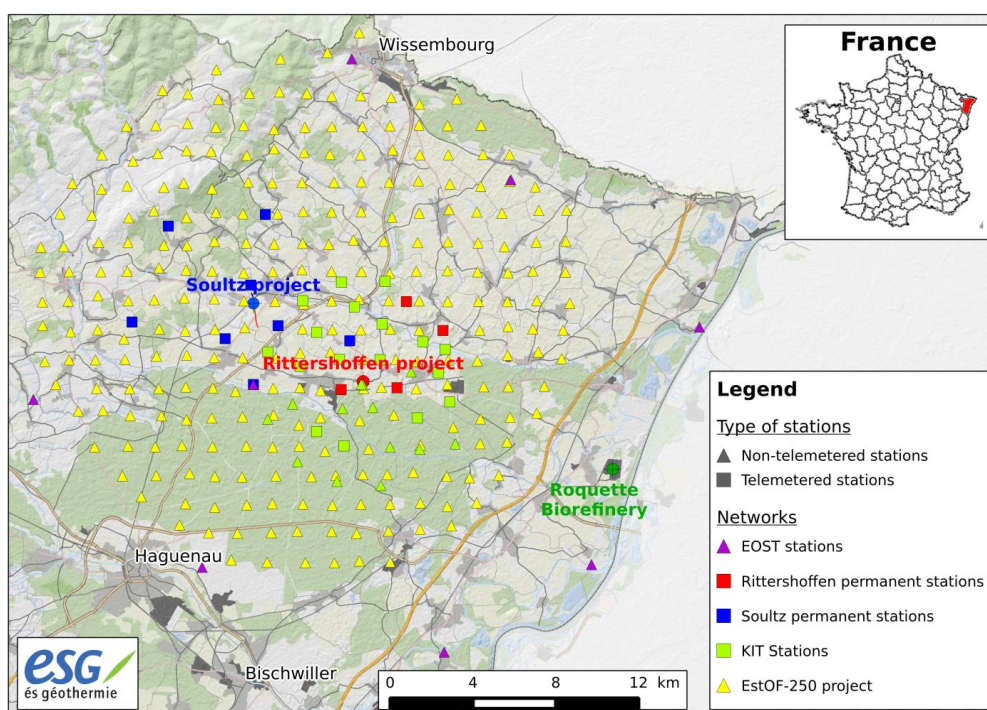 Wissembourg
France
Soultz project
Rittershoffen project
Roquette
Biorefinery
Haguenau
Bischwiller
esg
és géothermie
0 4 8 12 km
Legend
Type of stations
Non-telemetered stations
Telemetered stations
Networks
EOST stations
Rittershoffen permanent stations
Soultz permanent stations
KIT Stations
EstOF-250 project